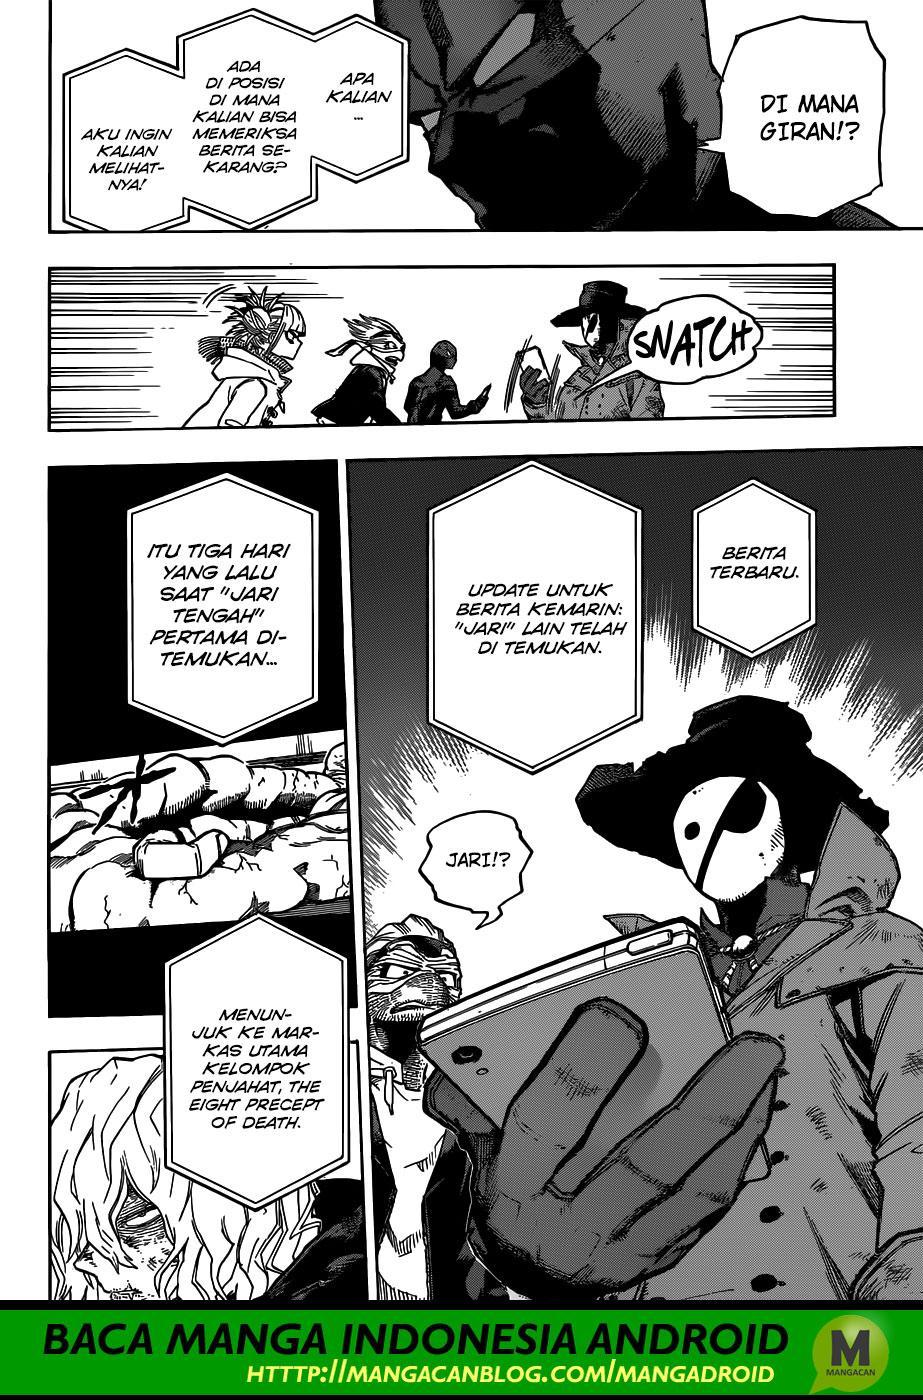 DI MANA
GIRAN!?
APA
KALIAN
...
ADA
DI POSISI
DI MANA
KALIAN BISA
MEMERIKSA
BERITA SE-
KARANG?
AKU INGIN
KALIAN
MELIHAT-
NYA!
SNATCH
BERITA
TERBARU.
UPDATE UNTUK
BERITA KEMARIN:
"JARI" LAIN TELAH
DI TEMUKAN.
JARI!?
ITU TIGA HARI
YANG LALU
SAAT "JARI
TENGAH"
PERTAMA DI-
TEMUKAN...
MENUN-
JUK KE MAR-
KAS UTAMA
KELOMPOK
PENJAHAT, THE
EIGHT PRECEPT
OF DEATH.
BACA MANGA INDONESIA ANDROID
HTTTP://MANGACANBLOG.COM/MANGADROID
M
MANGACAN